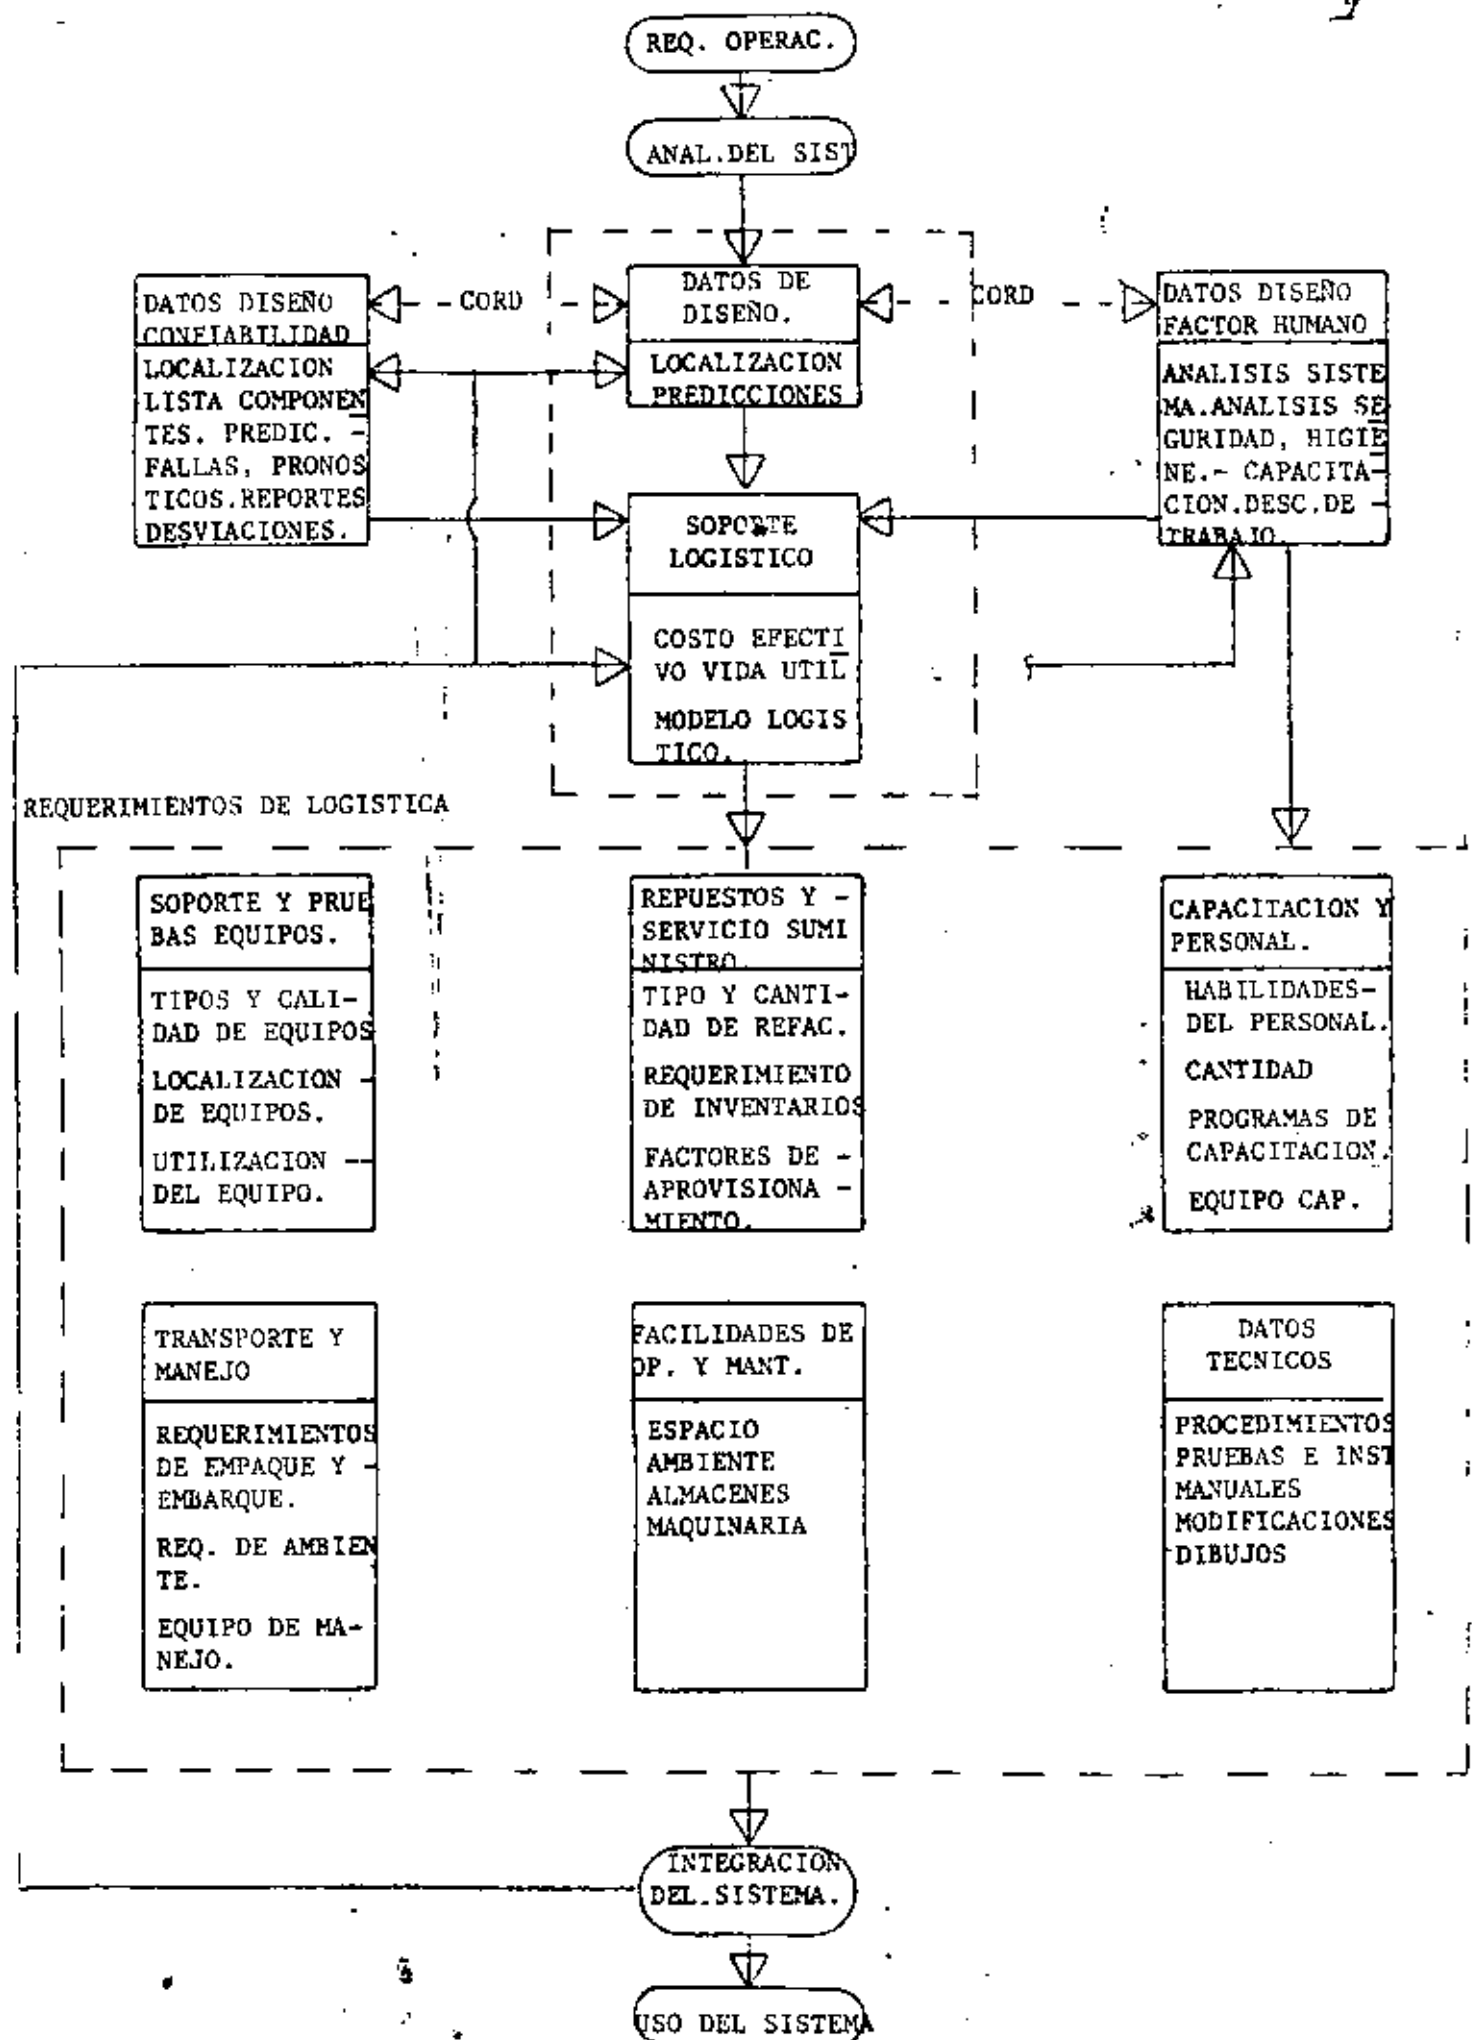 REQ. OPERAC.
ANAL.DEL SIST
DATOS DISEÑO
CONFIABILIDAD
LOCALIZACION
LISTA COMPONEN
TES. PREDIC. -
FALLAS, PRONOS
TICOS.REPORTES
DESVIACIONES.
CORD
DATOS DE
DISEÑO.
LOCALIZACION
PREDICCIONES
CORD
DATOS DISEÑO
FACTOR HUMANO
ANALISIS SISTE
MA.ANALISIS SE
GURIDAD, HIGIE
NE.- CAPACITA-
CION.DESC.DE -
TRABAJO
SOPORTE
LOGISTICO
COSTO EFECTI
VO VIDA UTIL
MODELO LOGIS
TICO.
REQUERIMIENTOS DE LOGISTICA
SOPORTE Y PRUE
BAS EQUIPOS.
TIPOS Y CALI-
DAD DE EQUIPOS
LOCALIZACION -
DE EQUIPOS.
UTILIZACION --
DEL EQUIPO.
REPUESTOS Y -
SERVICIO SUMI
NISTRO.
TIPO Y CANTI-
DAD DE REFAC.
REQUERIMIENTO
DE INVENTARIOS
FACTORES DE -
APROVISIONA -
MIENTO.
CAPACITACION Y
PERSONAL.
HABILIDADES-
DEL PERSONAL.
CANTIDAD
PROGRAMAS DE
CAPACITACION.
EQUIPO CAP.
TRANSPORTE Y
MANEJO
REQUERIMIENTOS
DE EMPAQUE Y -
EMBARQUE.
REQ. DE AMBIEN
TE.
EQUIPO DE MA-
NEJO.
FACILIDADES DE
OP. Y MANT.
ESPACIO
AMBIENTE
ALMACENES
MAQUINARIA
DATOS
TECNICOS
PROCEDIMIENTOS
PRUEBAS E INST
MANUALES
MODIFICACIONES
DIBUJOS
INTEGRACION
DEL.SISTEMA.
USO DEL SISTEMA